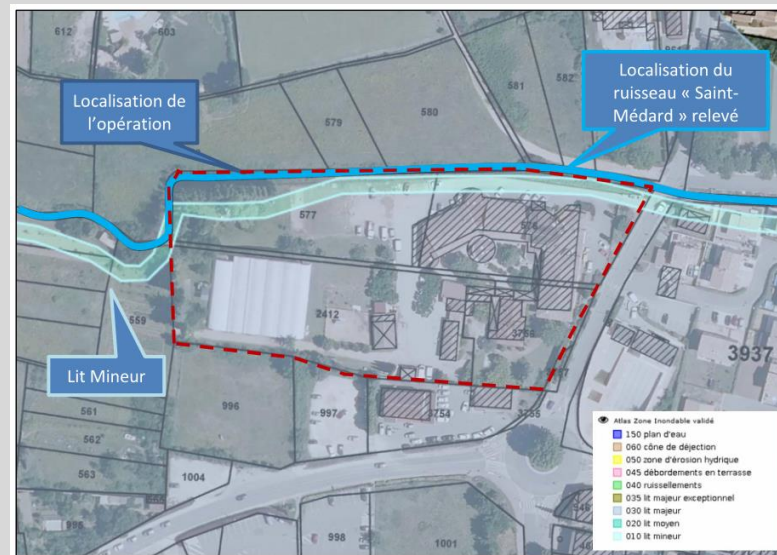 612
603
Localisation de
l'opération
Localisation du
ruisseau « Saint-
Médard » relevé
581
582
580
579
577
559
2412
3766
Lit Mineur
3937
561
562
563
996
997
3754
3755
1004
998
1001
Atlas Zone Inondable validé
150 plan d'eau
060 cône de déjection
050 zone d'érosion hydrique
045 débordements en terrasse
040 ruissellements
035 lit majeur exceptionnel
030 lit majeur
020 lit moyen
010 lit mineur